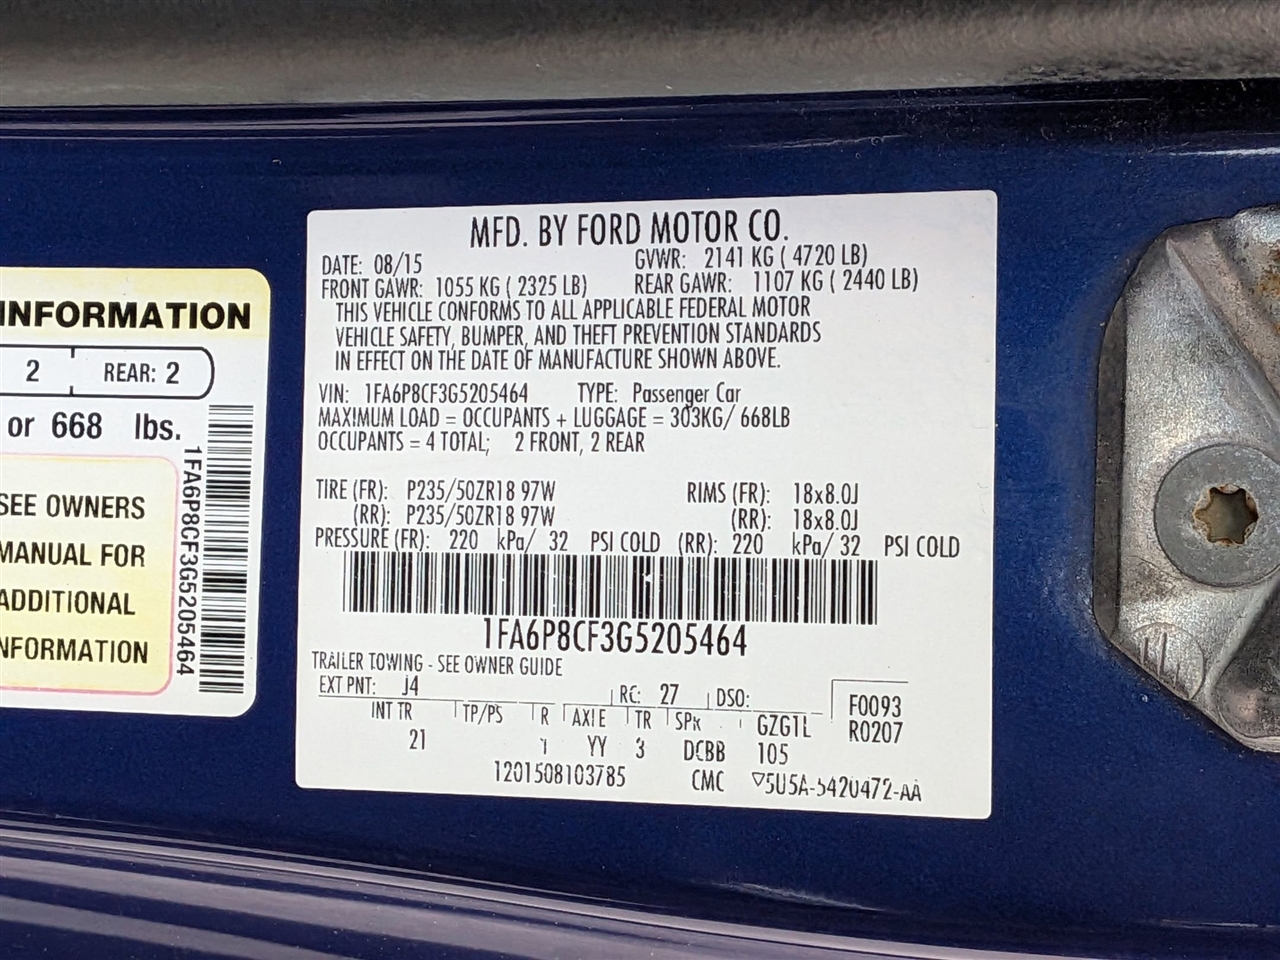 INFORMATION
2 REAR: 2
or 668 lbs.
SEE OWNERS
MANUAL FOR
ADDITIONAL
INFORMATION
1FA6P8CF3G5205464
MFD. BY FORD MOTOR CO.
DATE: 08/15 GVWR: 2141 KG ( 4720 LB)
FRONT GAWR: 1055 KG ( 2325 LB) REAR GAWR: 1107 KG ( 2440 LB)
THIS VEHICLE CONFORMS TO ALL APPLICABLE FEDERAL MOTOR
VEHICLE SAFETY, BUMPER, AND THEFT PREVENTION STANDARDS
IN EFFECT ON THE DATE OF MANUFACTURE SHOWN ABOVE.
VIN: 1FA6P8CF3G5205464 TYPE: Passenger Car
MAXIMUM LOAD = OCCUPANTS + LUGGAGE = 303KG/ 668LB
OCCUPANTS = 4 TOTAL; 2 FRONT, 2 REAR
TIRE (FR): P235/50ZR18 97W RIMS (FR): 18x8.0J
(RR): P235/50ZR18 97W (RR): 18x8.0J
PRESSURE (FR): 220 kPa/ 32 PSI COLD (RR): 220 kPa/ 32 PSI COLD
1FA6P8CF3G5205464
TRAILER TOWING - SEE OWNER GUIDE
EXT PNT: J4 RC: 27 DSO: F0093
INT TR TP/PS R AXLE TR SPR GZGTL R0207
21 1 YY 3 DCBB 105
1201508103785 CMC 5U5A-5420472-AA